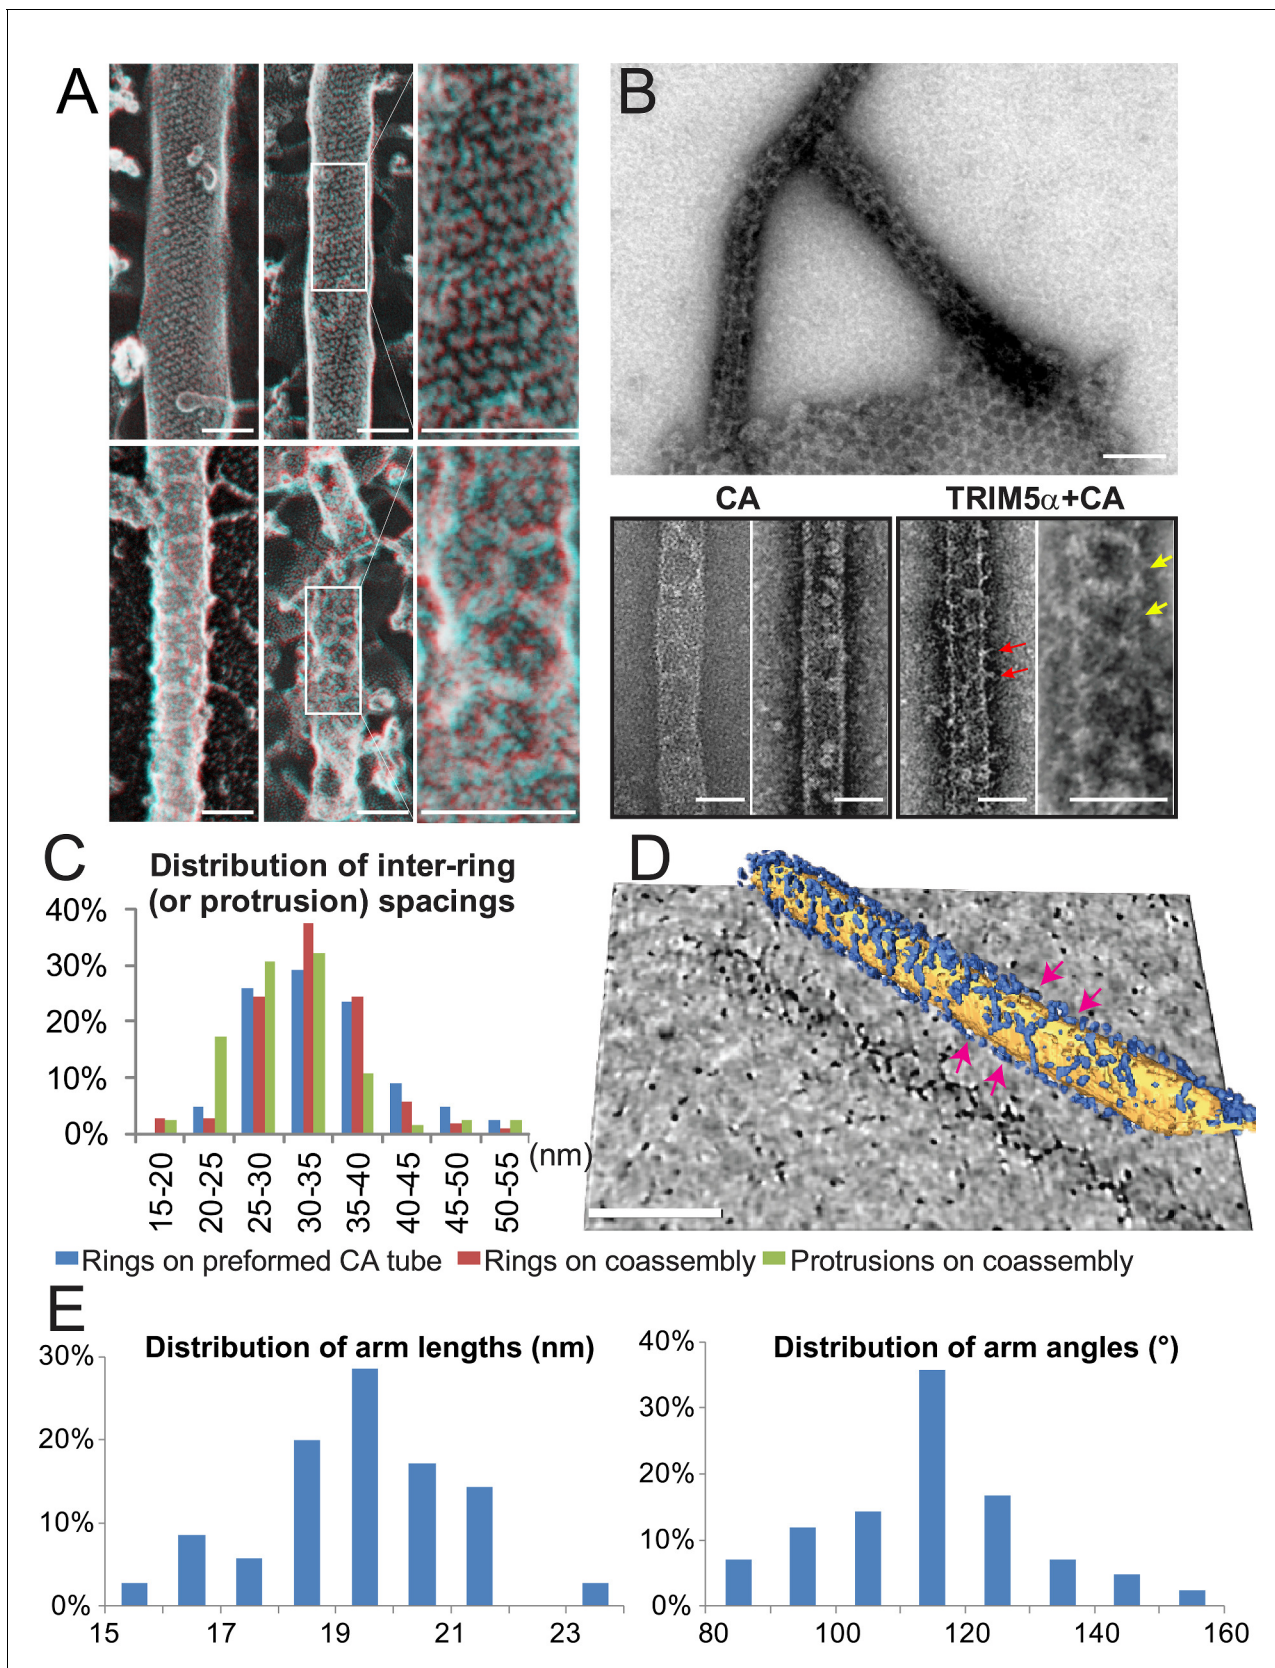 A
B
CA
TRIM5α+CA
C
Distribution of inter-ring
(or protrusion) spacings
40%
30%
20%
10%
0%
15-20
20-25
25-30
30-35
35-40
40-45
45-50
50-55
(nm)
D
Rings on preformed CA tube
Rings on coassembly
Protrusions on coassembly
E
Distribution of arm lengths (nm)
30%
20%
10%
0%
15
17
19
21
23
Distribution of arm angles (°)
40%
30%
20%
10%
0%
80
100
120
140
160